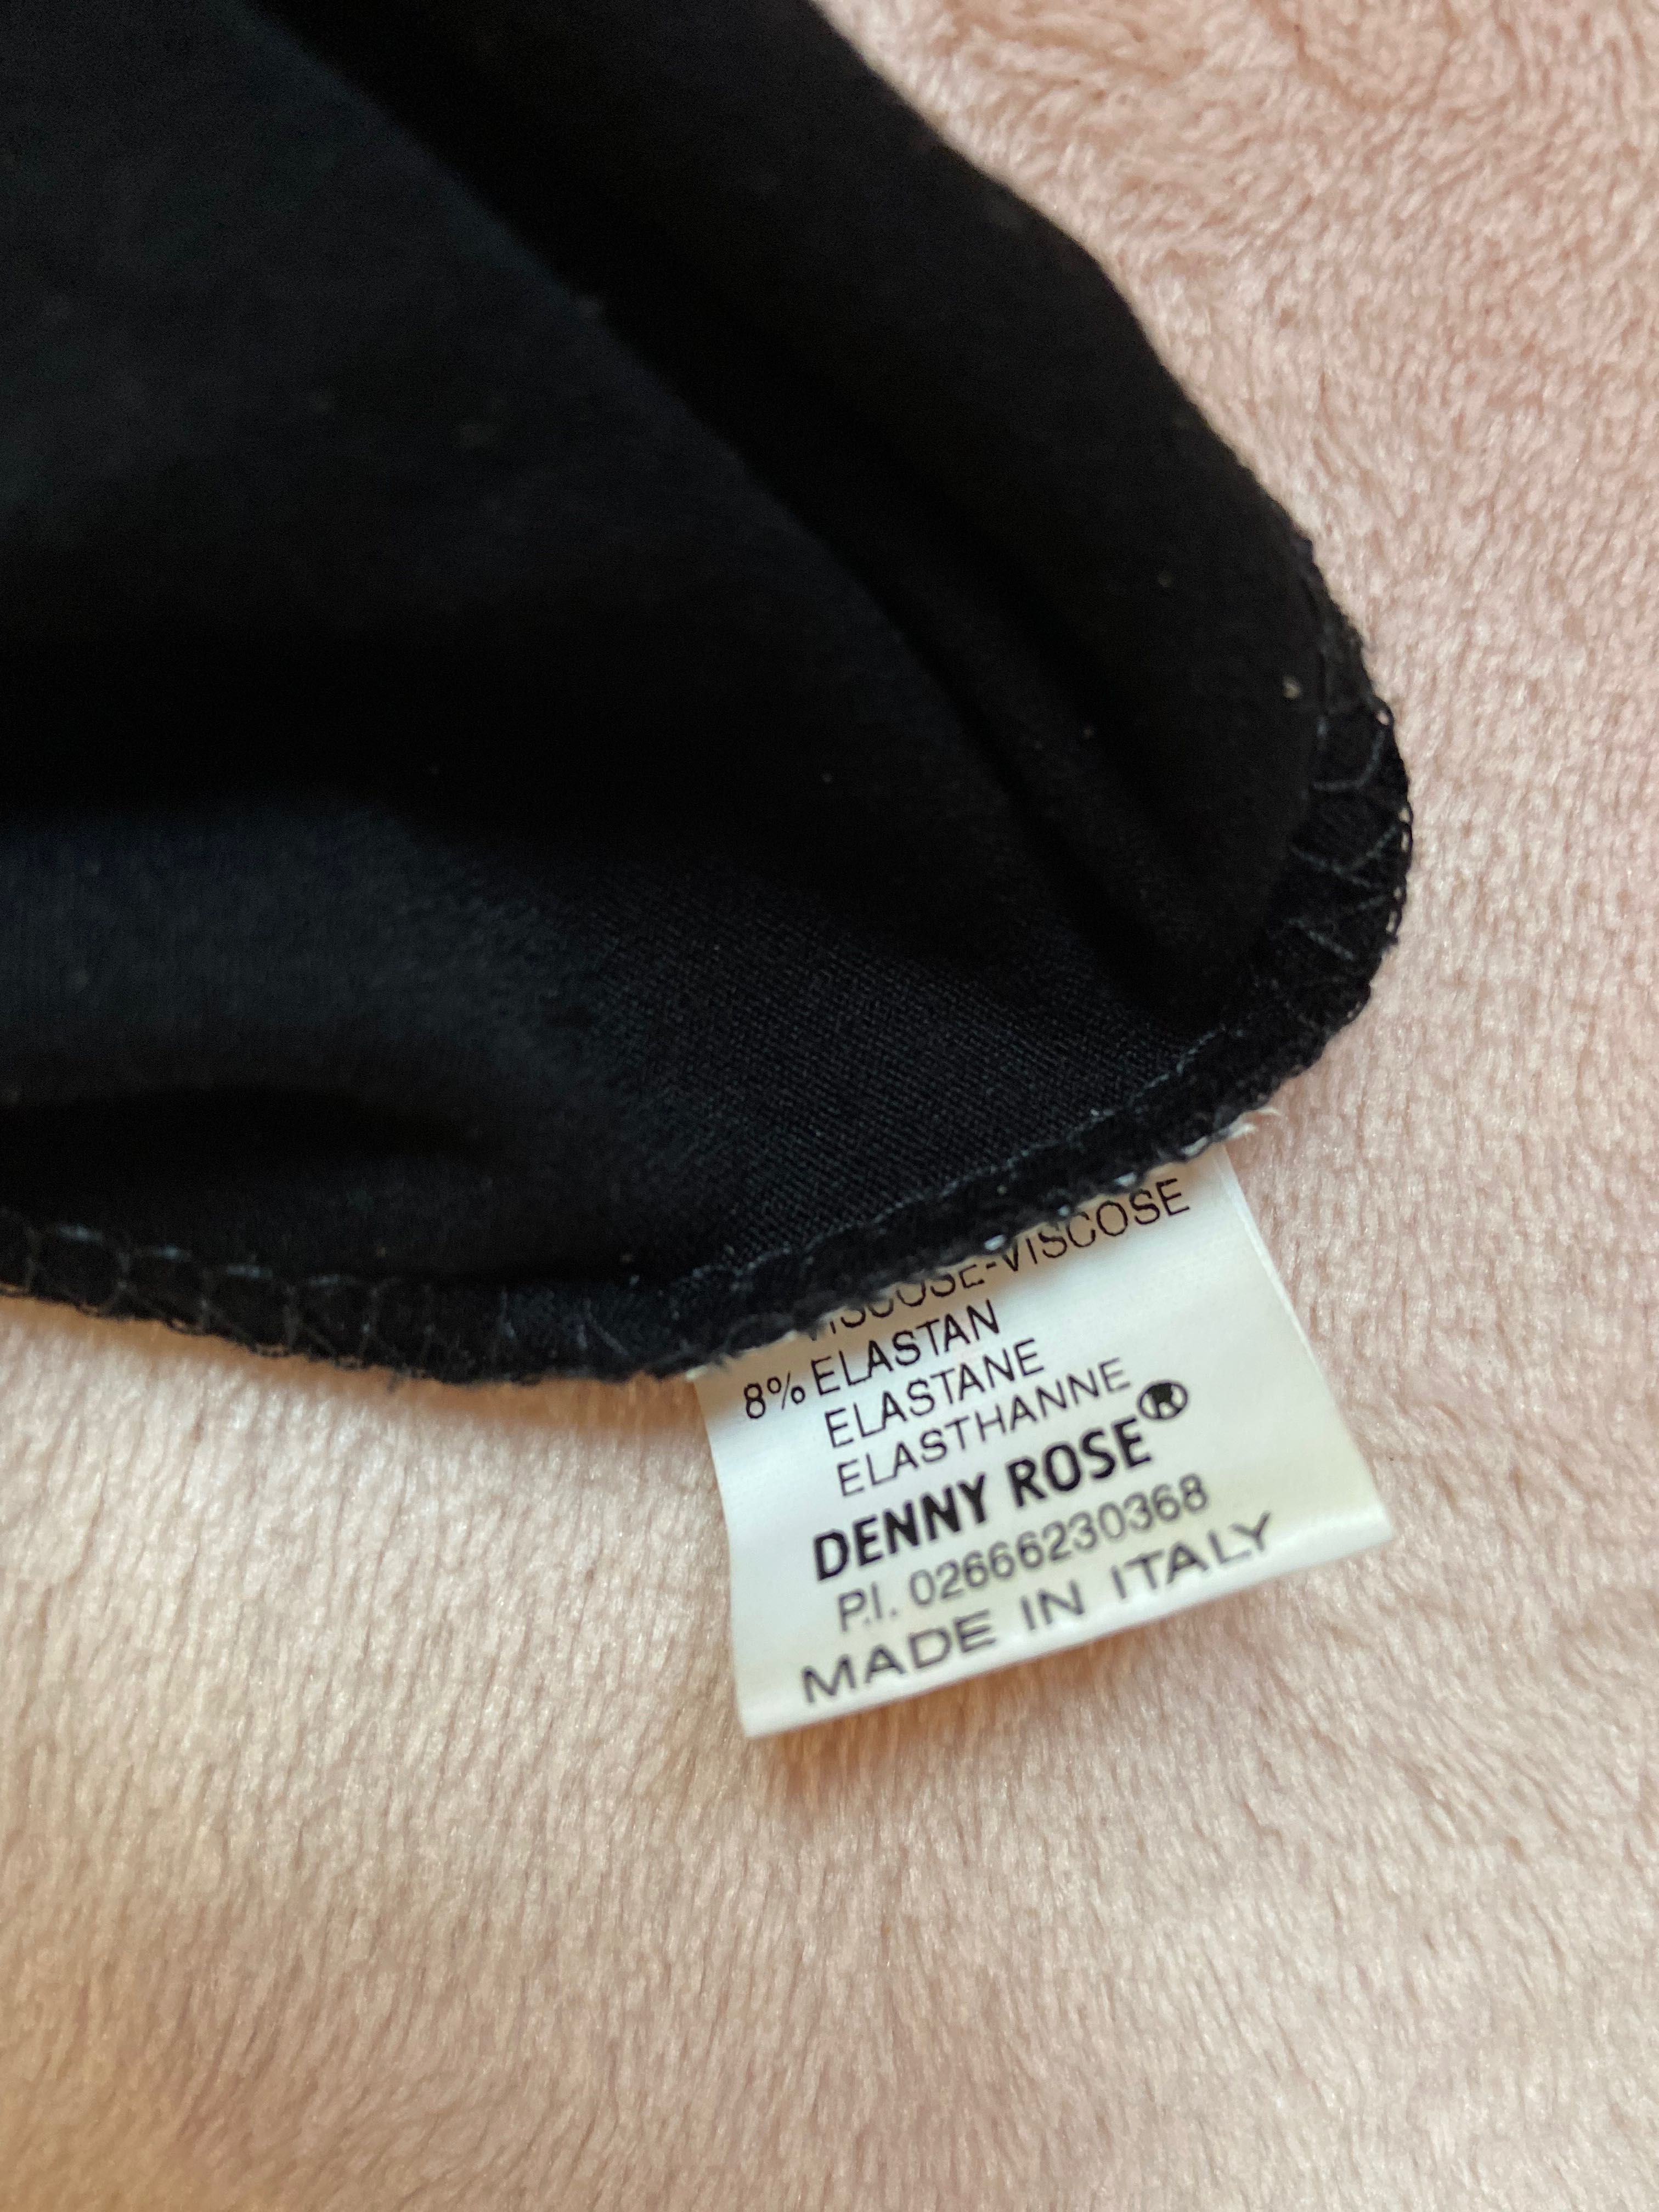 VISCOSE-VISCOSE
8% ELASTAN
ELASTANE
ELASTHANNE
DENNY ROSE®
P.I. 02666230368
MADE IN ITALY